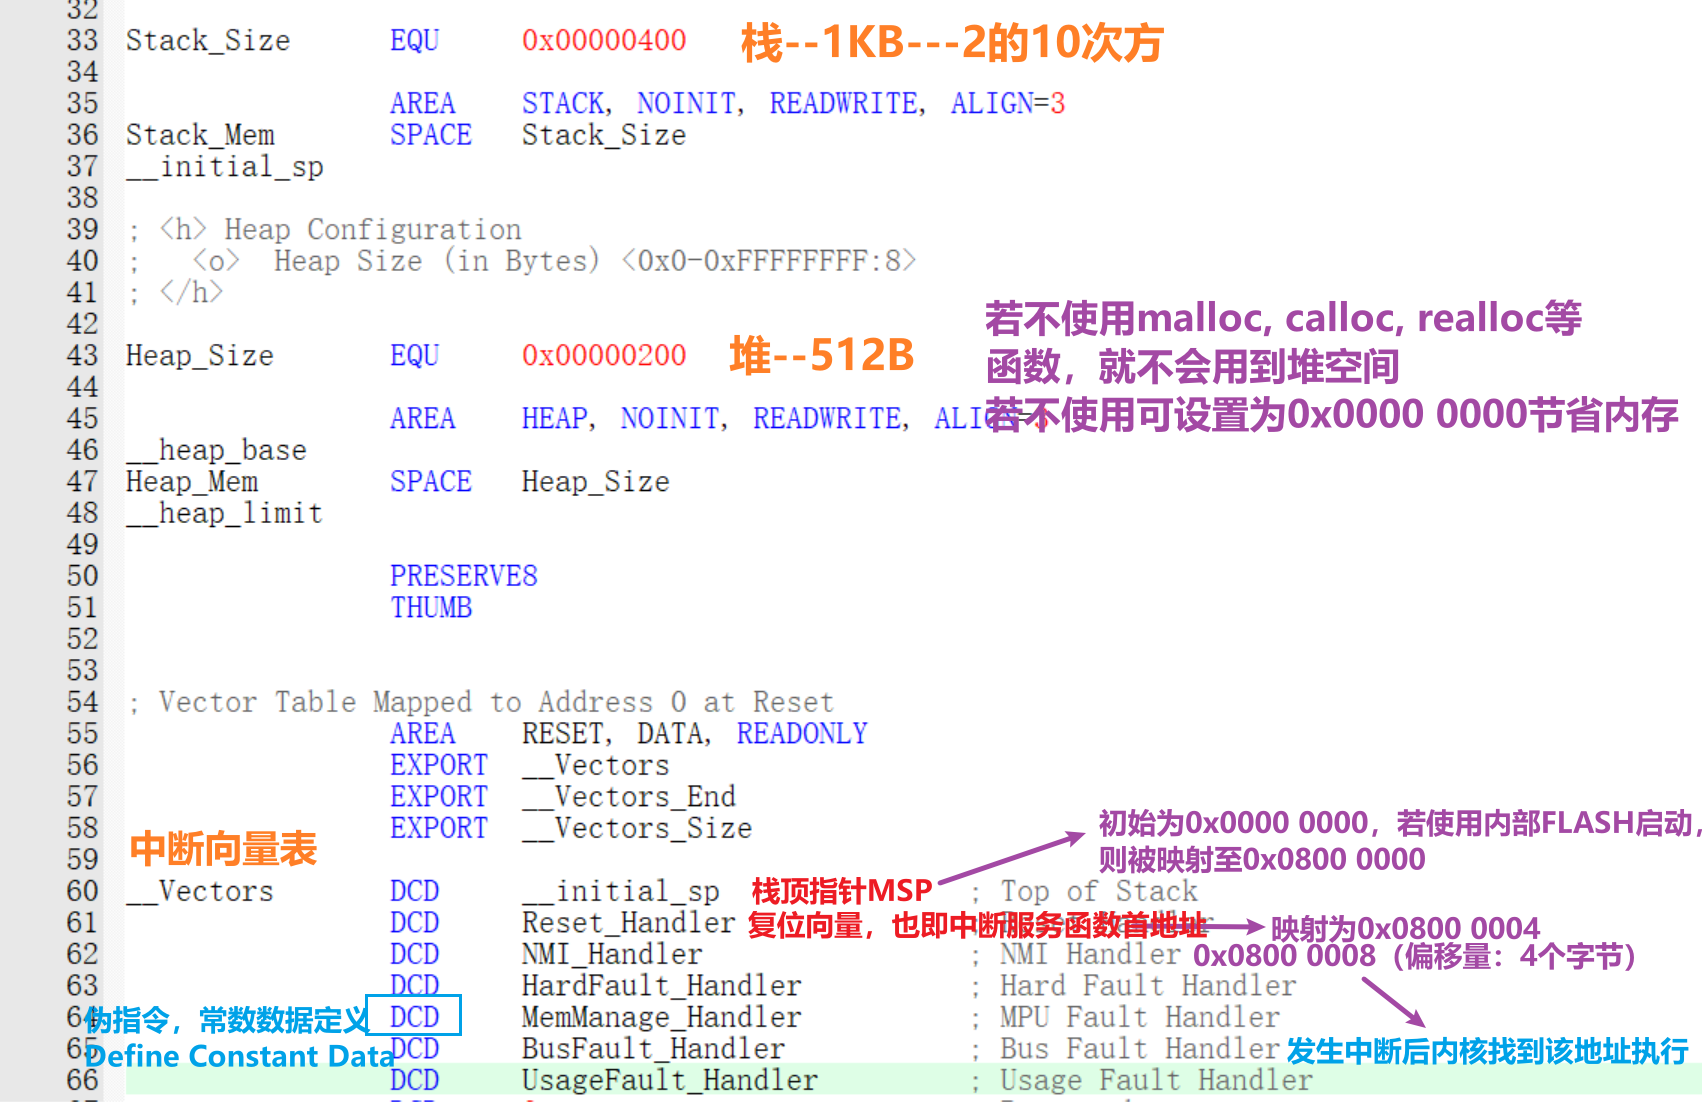 32
33 Stack_Size EQU 0x00000400 栈--1KB---2的10次方
34
35 AREA STACK, NOINIT, READWRITE, ALIGN=3
36 Stack_Mem SPACE Stack_Size
37 __initial_sp
38
39 ; <h> Heap Configuration
40 ; <o> Heap Size (in Bytes) <0x0-0xFFFFFFFF:8>
41 ; </h>
若不使用malloc, calloc, realloc等
42
43 Heap_Size EQU 0x00000200 堆--512B
函数，就不会用到堆空间
44
若不使用可设置为0x0000 0000节省内存
45 AREA HEAP, NOINIT, READWRITE, ALIGN=3
46 __heap_base
47 Heap_Mem SPACE Heap_Size
48 __heap_limit
49
50 PRESERVE8
51 THUMB
52
53
54 ; Vector Table Mapped to Address 0 at Reset
55 AREA RESET, DATA, READONLY
56 EXPORT __Vectors
57 EXPORT __Vectors_End
58 EXPORT __Vectors_Size
初始为0x0000 0000，若使用内部FLASH启动，
则被映射至0x0800 0000
中断向量表
59
60 __Vectors DCD __initial_sp 栈顶指针MSP ; Top of Stack
61 DCD Reset_Handler 复位向量，也即中断服务函数首地址 映射为0x0800 0004
62 DCD NMI_Handler ; NMI Handler 0x0800 0008（偏移量：4个字节）
63 DCD HardFault_Handler ; Hard Fault Handler
64 DCD MemManage_Handler ; MPU Fault Handler
伪指令，常数数据定义
65 DCD BusFault_Handler ; Bus Fault Handler 发生中断后内核找到该地址执行
Define Constant Data
66 DCD UsageFault_Handler ; Usage Fault Handler